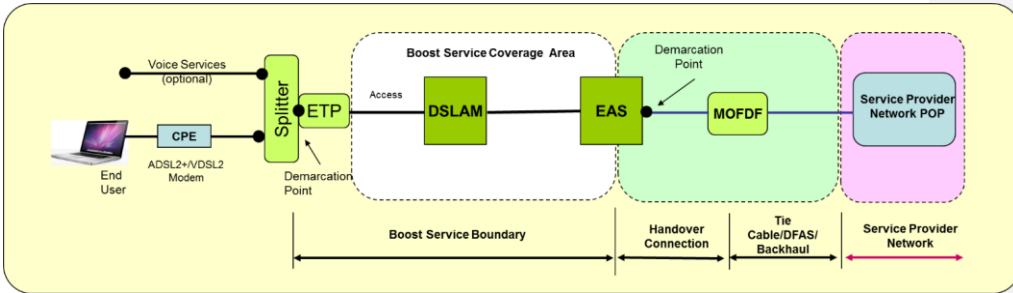 Boost Service Coverage Area
Demarcation
Point
Voice Services
(optional)
Splitter
ETP
Access
DSLAM
EAS
MOFDF
Service Provider
Network POP
CPE
ADSL2+/VDSL2
Modem
End
User
Demarcation
Point
Boost Service Boundary
Handover
Connection
Tie
Cable/DFAS/
Backhaul
Service Provider
Network